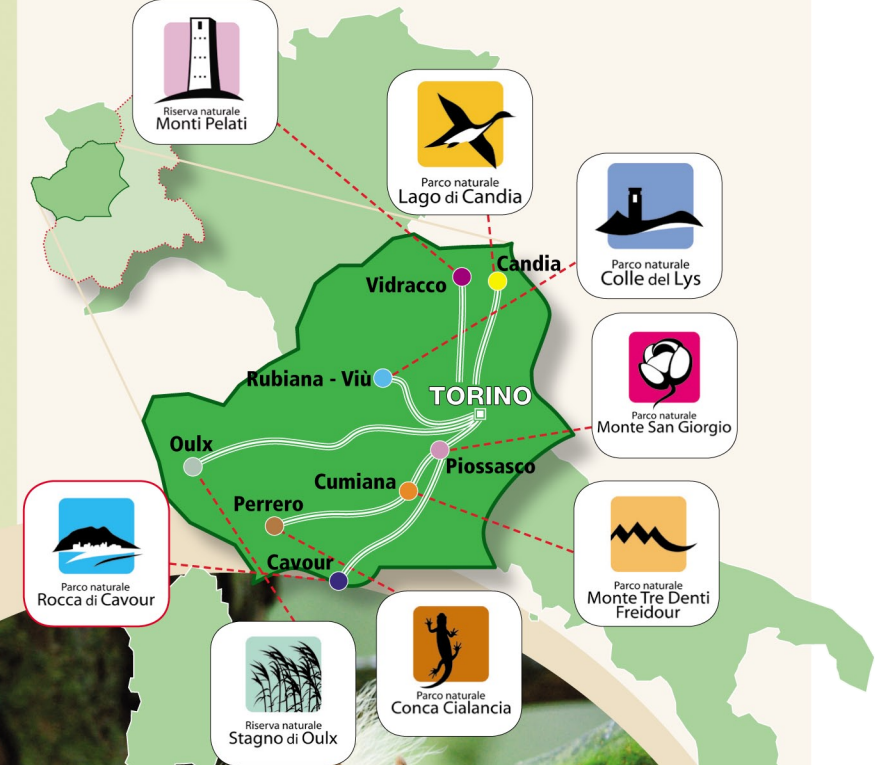 Riserva naturale
Monti Pelati
Parco naturale
Lago di Candia
Parco naturale
Colle del Lys
Candia
Vidracco
Rubiana - Viù
TORINO
Parco naturale
Monte San Giorgio
Oulx
Piossasco
Cumiana
Perrero
Cavour
Parco naturale
Rocca di Cavour
Parco naturale
Monte Tre Denti
Freidour
Parco naturale
Conca Cialancia
Riserva naturale
Stagno di Oulx